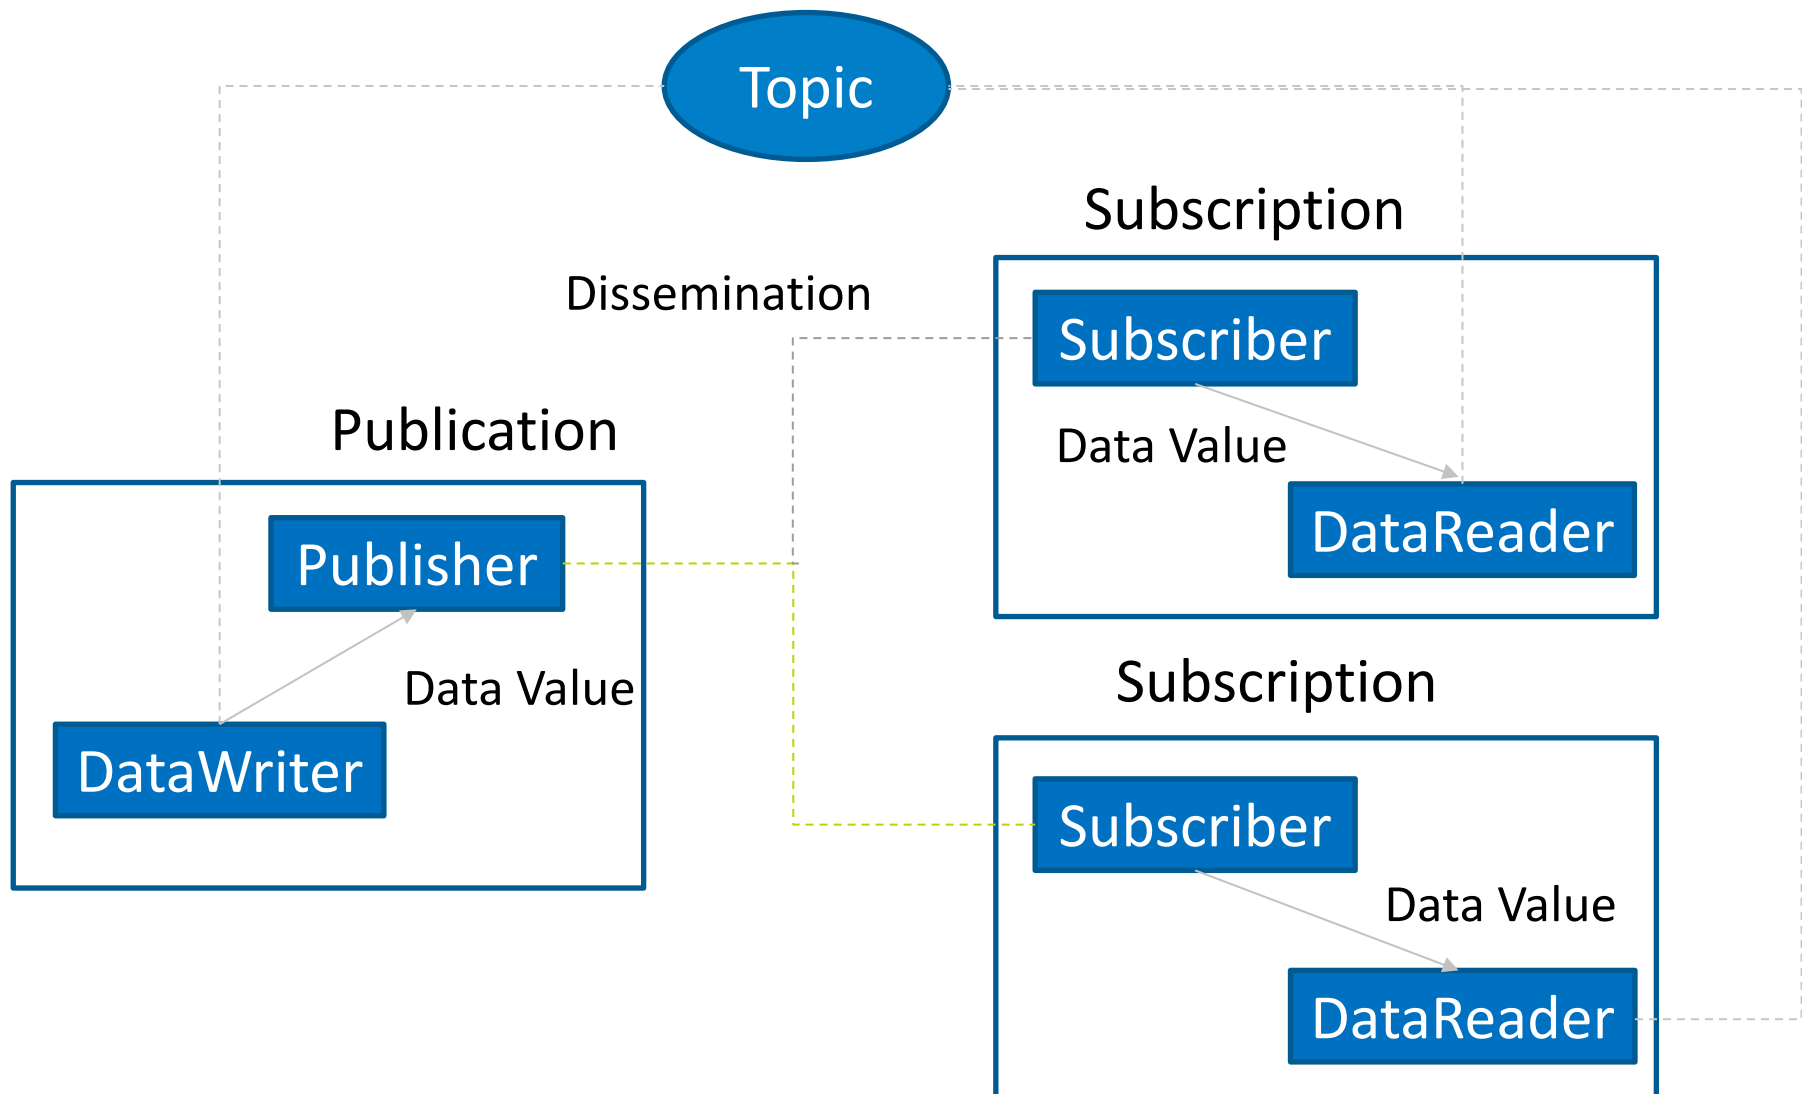 Topic
Subscription
Dissemination
Subscriber
Publication
Data Value
Publisher
DataReader
Data Value
Subscription
DataWriter
Subscriber
Data Value
DataReader